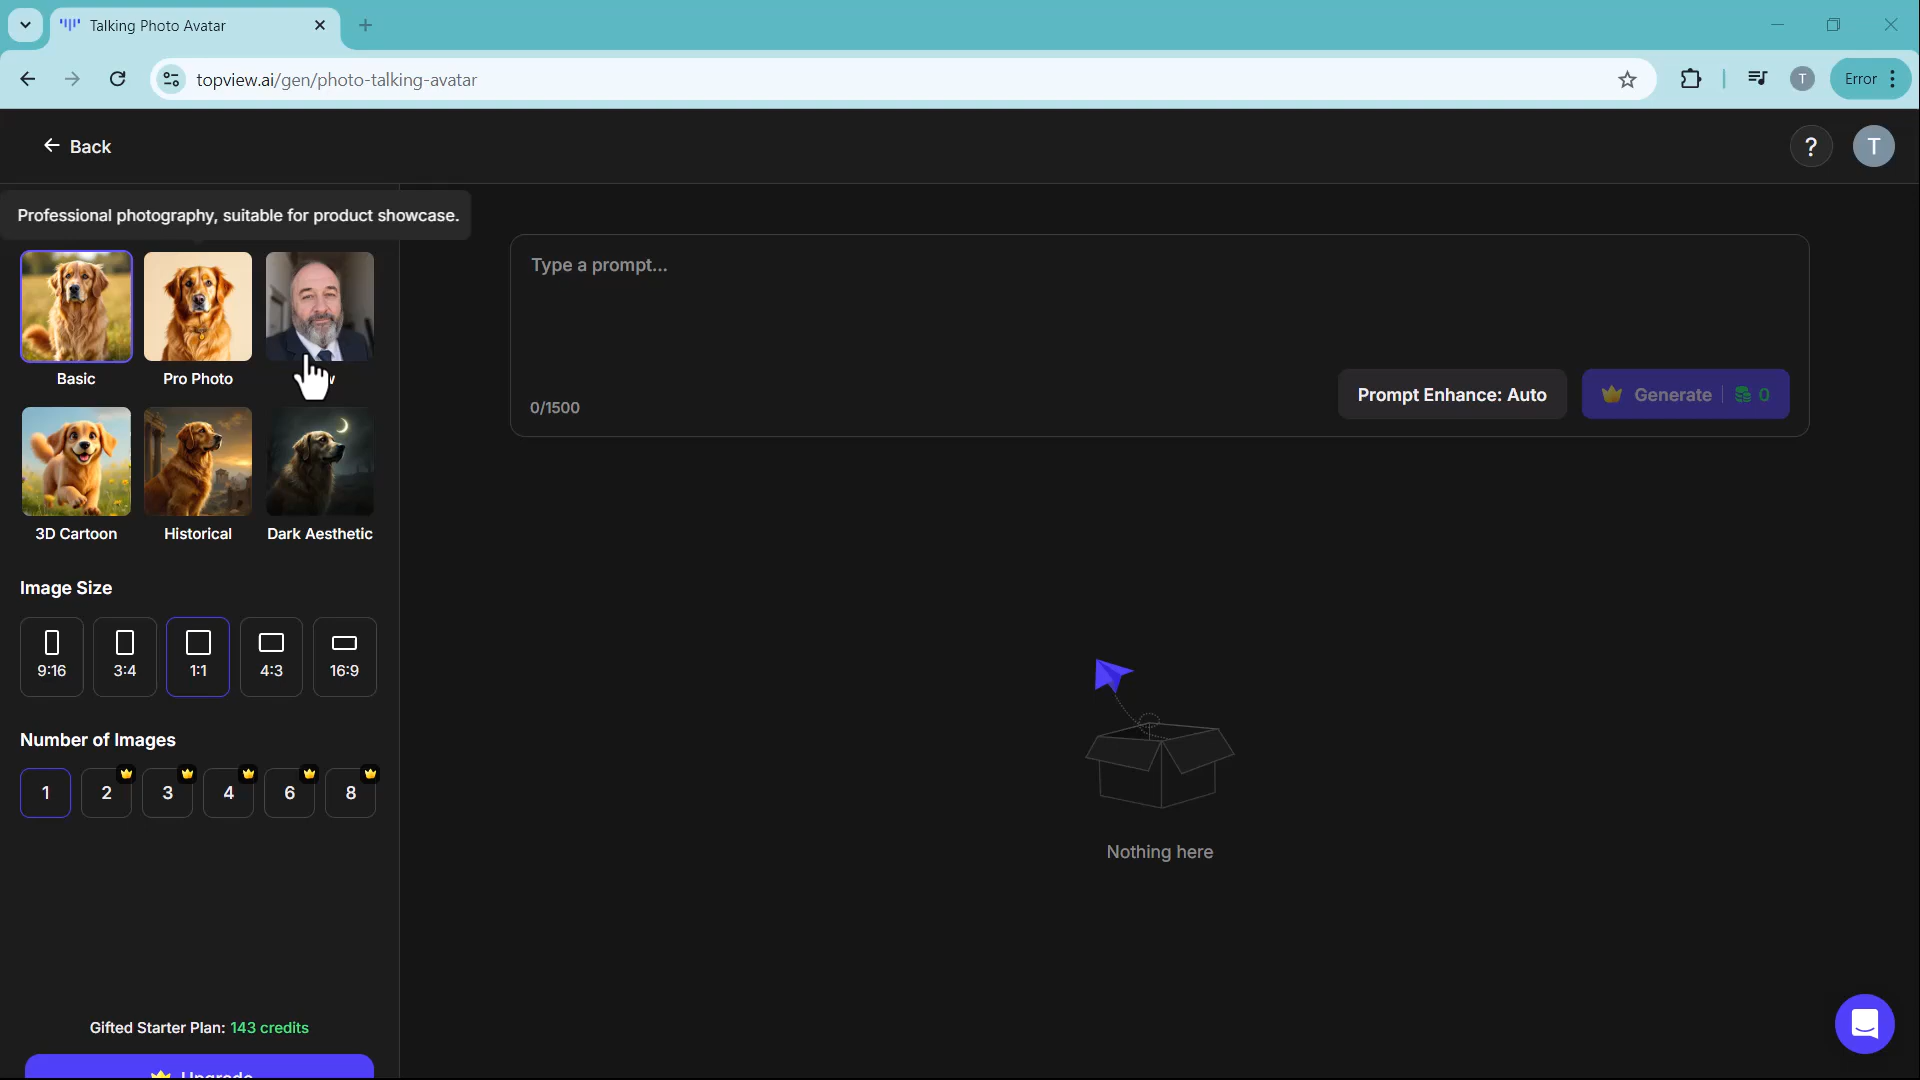 Talking Photo Avatar
topview.ai/gen/photo-talking-avatar
T
Error
Back
?
T
Professional photography, suitable for product showcase.
Basic
Pro Photo
3D Cartoon
Historical
Dark Aesthetic
Type a prompt...
0/1500
Prompt Enhance: Auto
Generate
0
Image Size
9:16
3:4
1:1
4:3
16:9
Number of Images
1
2
3
4
6
8
Nothing here
Gifted Starter Plan: 143 credits
Upgrade